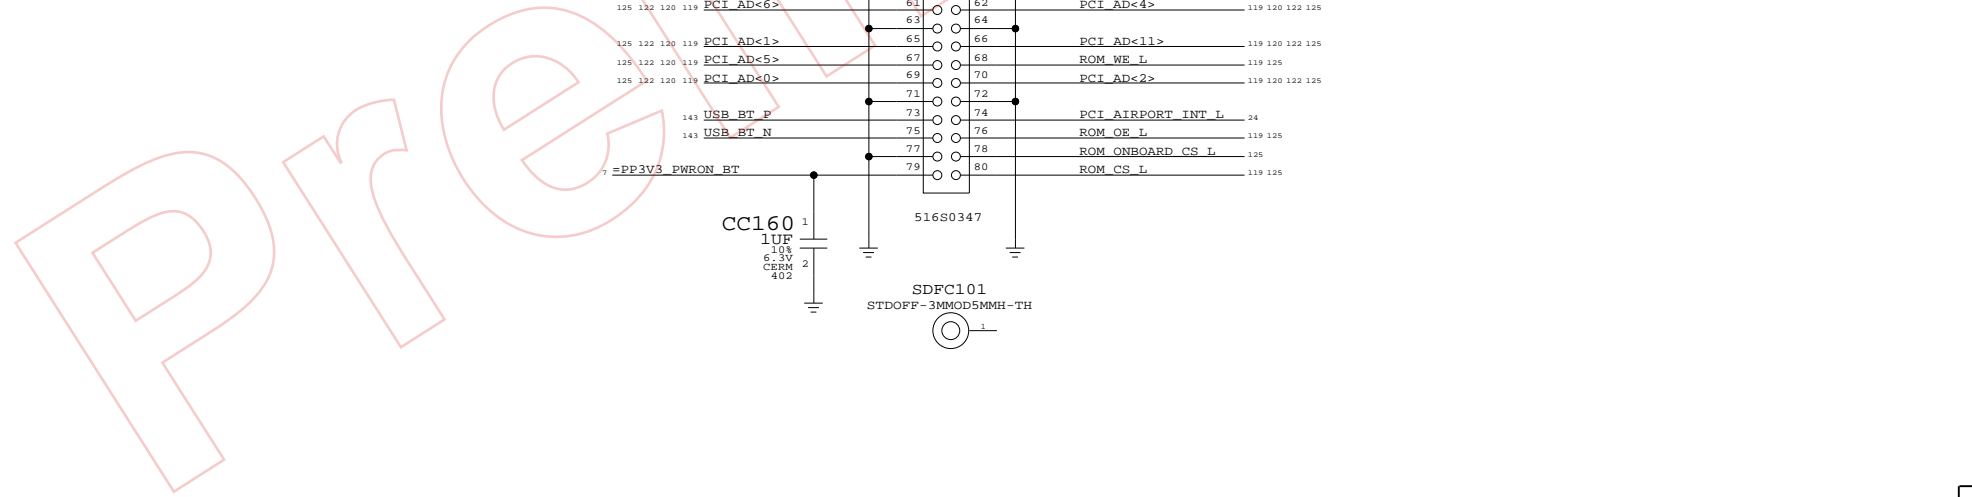 125 122 120 119 PCI_AD<6> 61 62 PCI_AD<4> 119 120 122 125
63 64
125 122 120 119 PCI_AD<1> 65 66 PCI_AD<11> 119 120 122 125
125 122 120 119 PCI_AD<5> 67 68 ROM_WE_L 119 125
125 122 120 119 PCI_AD<0> 69 70 PCI_AD<2> 119 120 122 125
71 72
143 USB_BT_P 73 74 PCI_AIRPORT_INT_L 24
143 USB_BT_N 75 76 ROM_OE_L 119 125
77 78 ROM_ONBOARD_CS_L 125
7 =PP3V3_PWRON_BT 79 80 ROM_CS_L 119 125
516S0347
CC160 1
1UF
10%
6.3V
CERM 2
402
SDFC101
STDOFF-3MMOD5MMH-TH
1
Prem